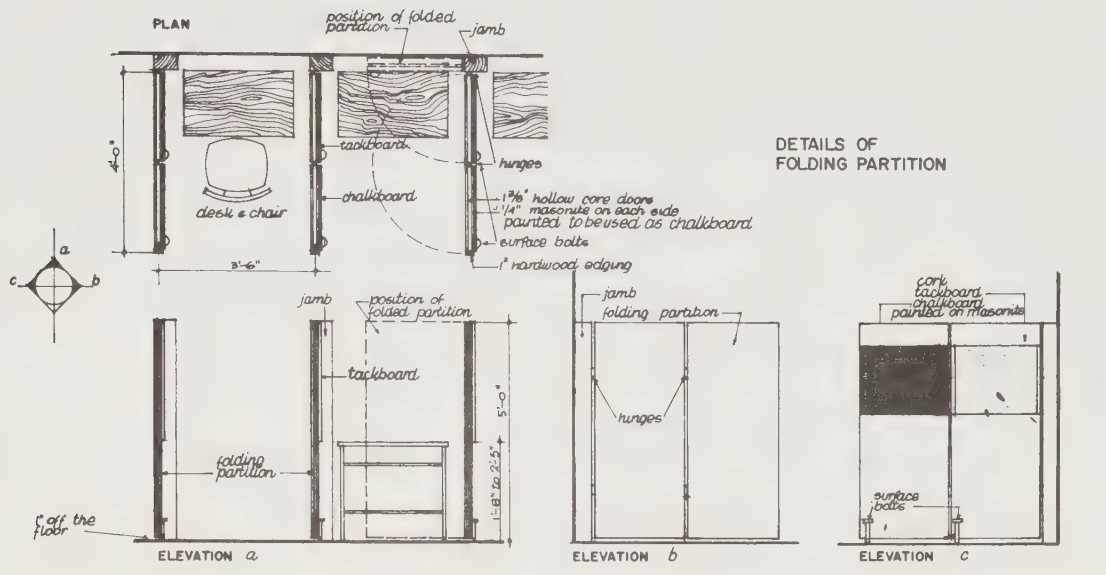 PLAN
position of folded
partition
jamb
4'-0"
tackboard
chalkboard
desk & chair
hinges
1 3/8" hollow core doors
1/4" masonite on each side
painted to be used as chalkboard
surface bolts
1" hardwood edging
3'-6"
DETAILS OF
FOLDING PARTITION
a
c
b
jamb
position of
folded partition
tackboard
folding
partition
5'-0"
1'-8" to 2'-5"
1" off the
floor
ELEVATION a
jamb
folding partition
hinges
ELEVATION b
cork
tackboard
chalkboard
painted on masonite
surface
bolts
ELEVATION c